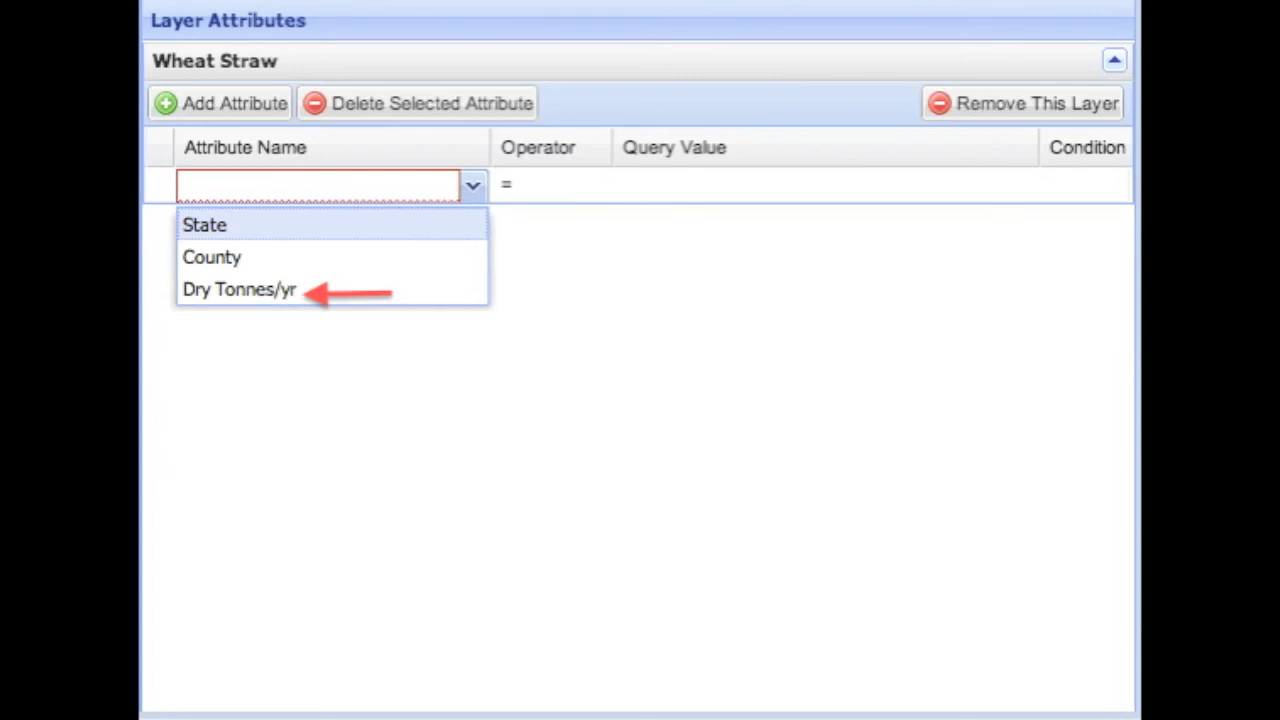 Layer Attributes
Wheat Straw
Add Attribute Delete Selected Attribute Remove This Layer
Attribute Name Operator Query Value Condition
=
State
County
Dry Tonnes/yr